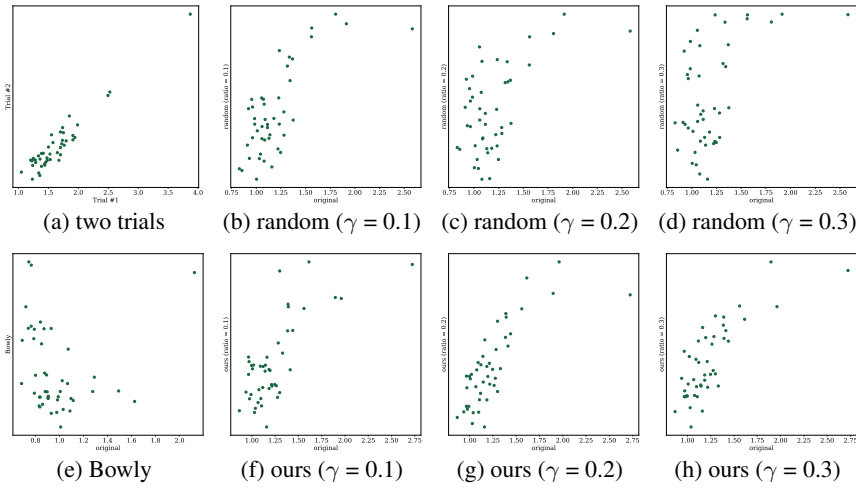 Trial #2
1.0 1.5 2.0 2.5 3.0 3.5 4.0
Trial #1
(a) two trials
random (ratio = 0.1)
1.00 1.25 1.50 1.75 2.00 2.25 2.50
original
(b) random (γ = 0.1)
random (ratio = 0.2)
0.75 1.00 1.25 1.50 1.75 2.00 2.25 2.50
original
(c) random (γ = 0.2)
random (ratio = 0.3)
0.75 1.00 1.25 1.50 1.75 2.00 2.25 2.50
original
(d) random (γ = 0.3)
Bowly
0.8 1.0 1.2 1.4 1.6 1.8 2.0
original
(e) Bowly
ours (ratio = 0.1)
1.00 1.25 1.50 1.75 2.00 2.25 2.50 2.75
original
(f) ours (γ = 0.1)
ours (ratio = 0.2)
1.00 1.25 1.50 1.75 2.00 2.25 2.50 2.75
original
(g) ours (γ = 0.2)
ours (ratio = 0.3)
1.00 1.25 1.50 1.75 2.00 2.25 2.50 2.75
original
(h) ours (γ = 0.3)